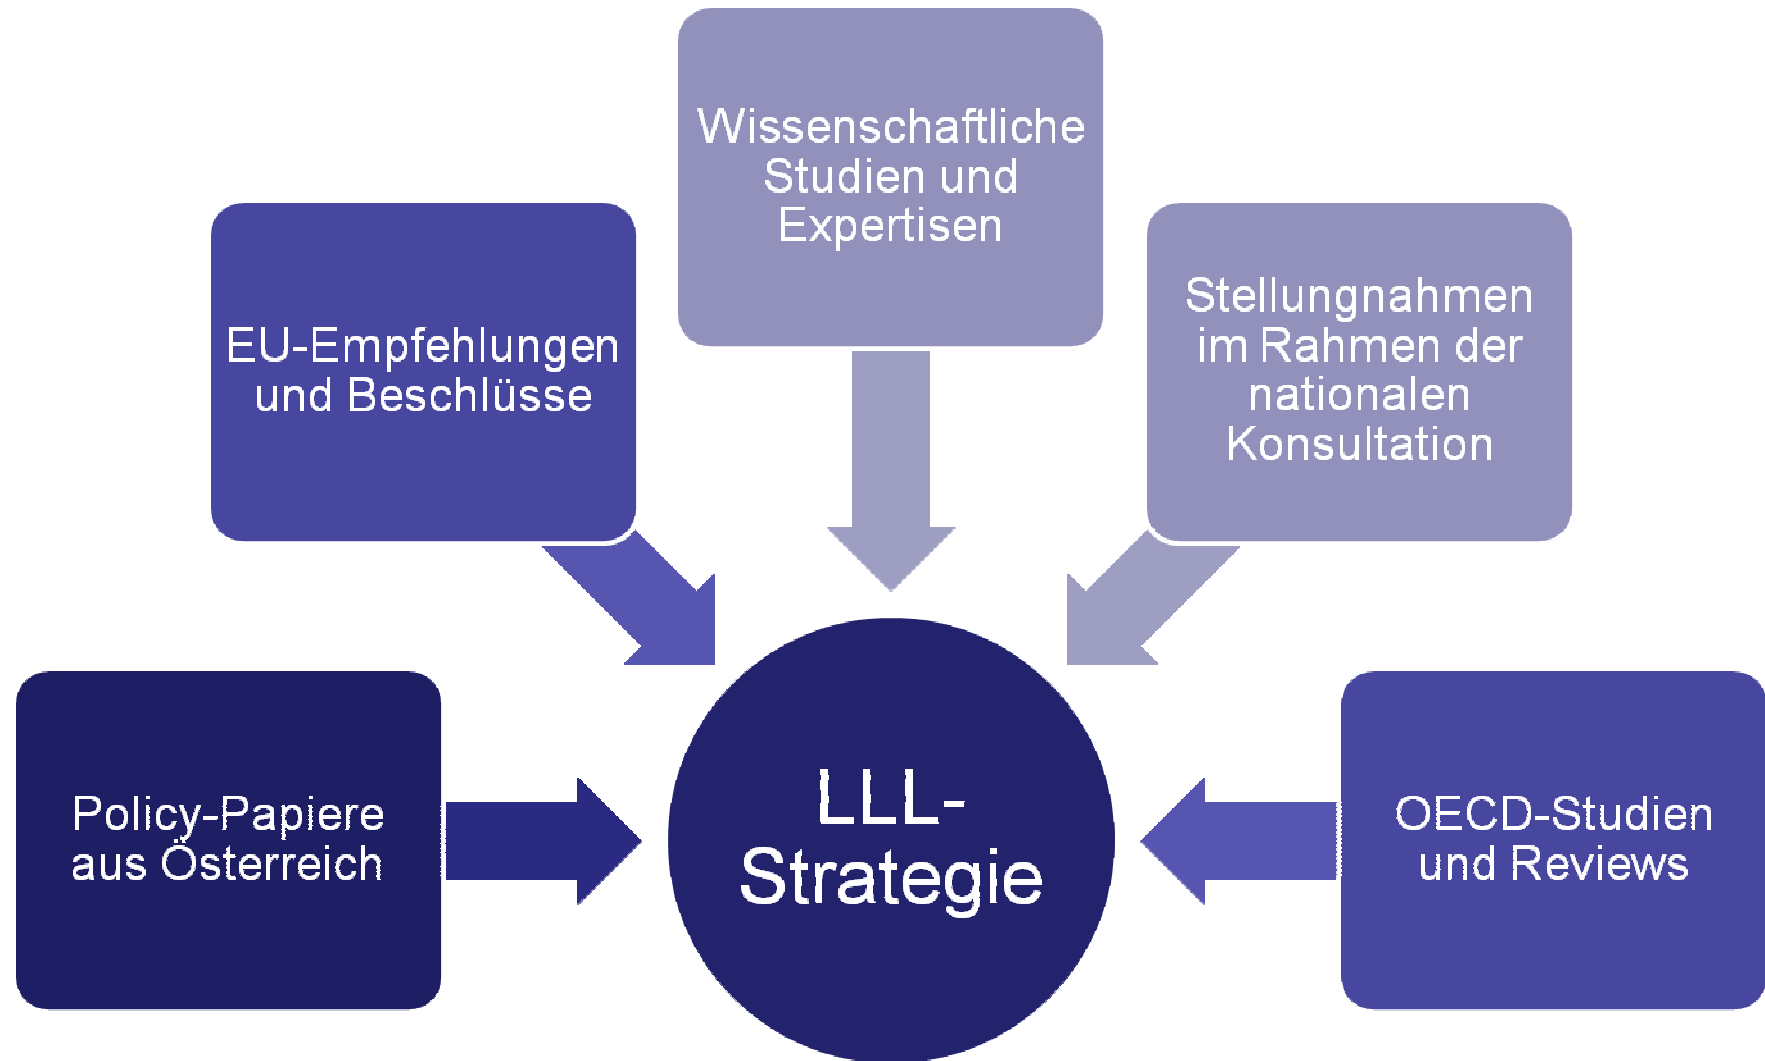 Wissenschaftliche
Studien und
Expertisen
EU-Empfehlungen
und Beschlüsse
Stellungnahmen
im Rahmen der
nationalen
Konsultation
Policy-Papiere
aus Österreich
LLL-
Strategie
OECD-Studien
und Reviews